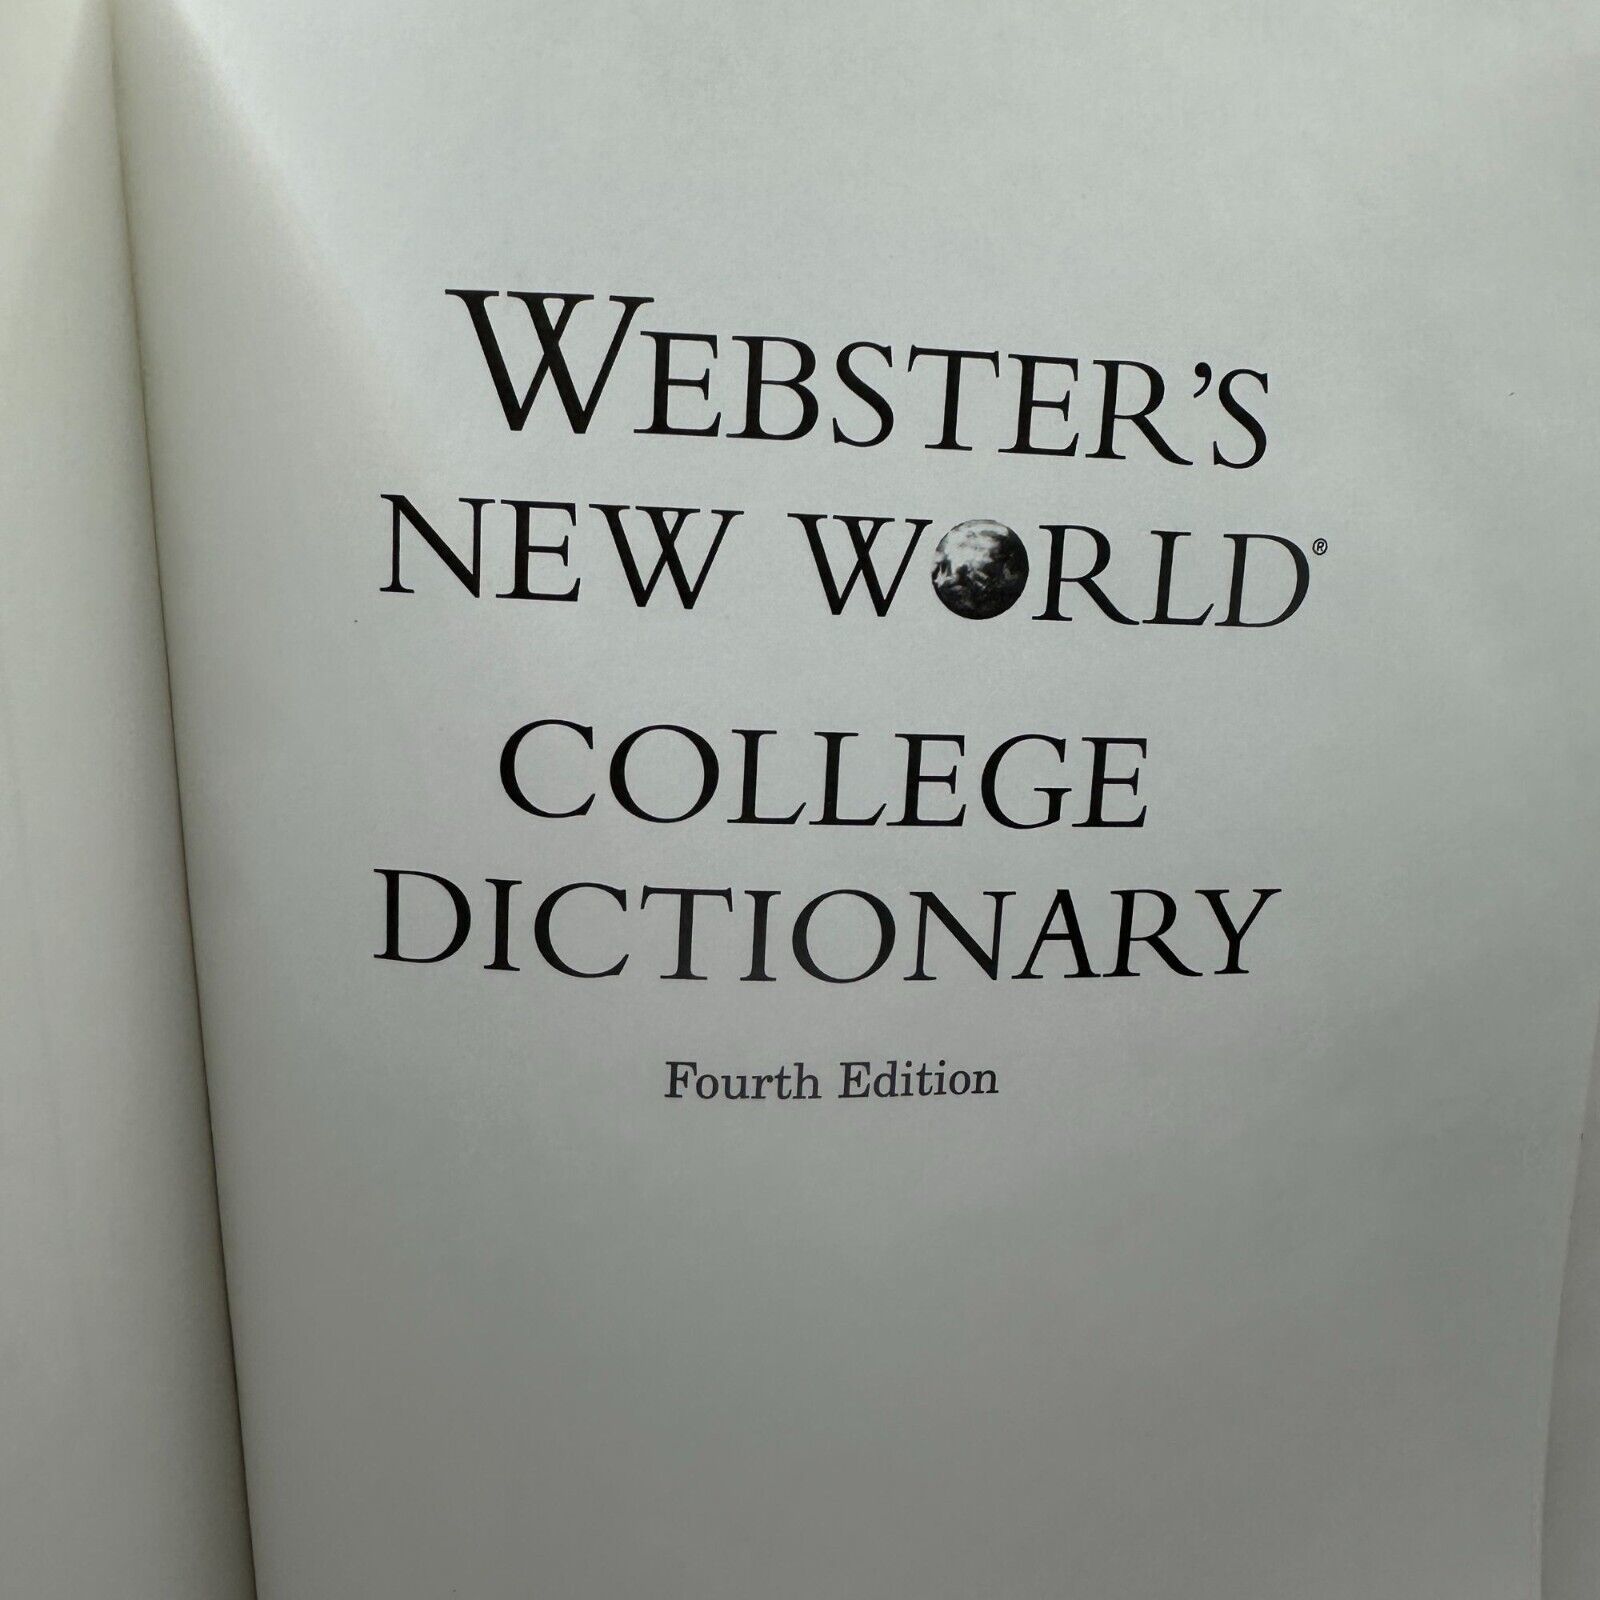 WEBSTER'S
NEW WORLD®
COLLEGE
DICTIONARY
Fourth Edition